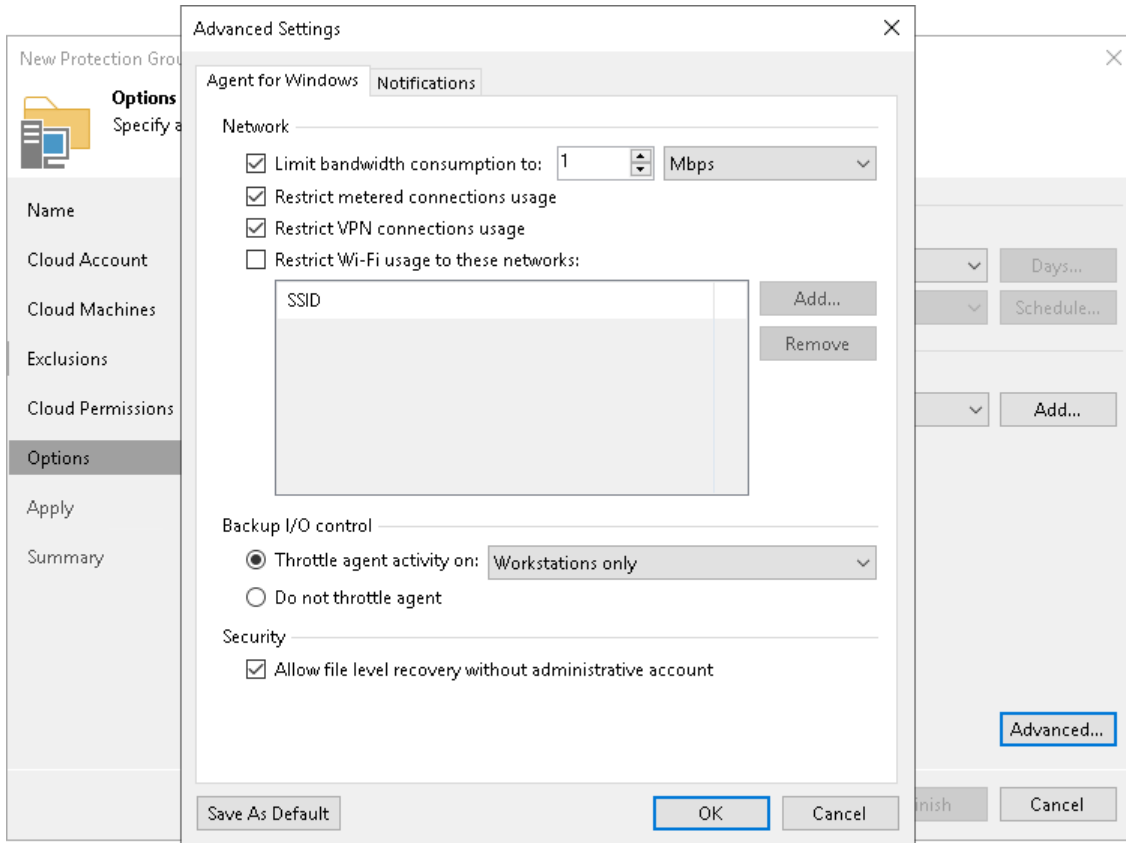 Advanced Settings
New Protection Grou
Agent for Windows
Notifications
Options
Specify a
Network
Limit bandwidth consumption to: 1 Mbps
Restrict metered connections usage
Restrict VPN connections usage
Restrict Wi-Fi usage to these networks:
SSID
Add...
Remove
Name
Cloud Account
Cloud Machines
Exclusions
Cloud Permissions
Options
Apply
Summary
Days...
Schedule...
Add...
Backup I/O control
Throttle agent activity on: Workstations only
Do not throttle agent
Security
Allow file level recovery without administrative account
Advanced...
Save As Default
OK
Cancel
inish
Cancel